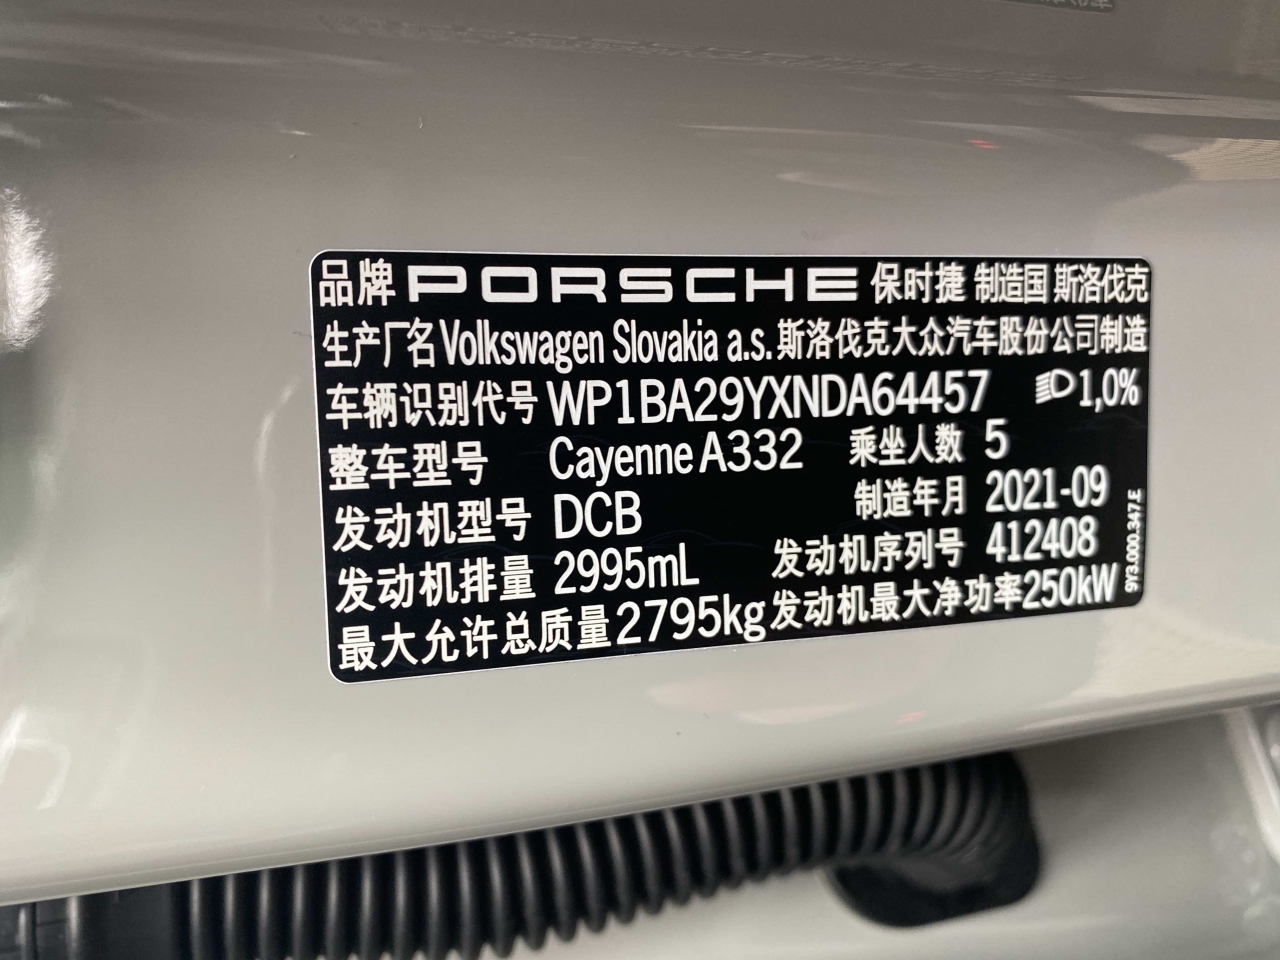 品牌 PORSCHE 保时捷 制造国 斯洛伐克
生产厂名 Volkswagen Slovakia a.s. 斯洛伐克大众汽车股份公司制造
车辆识别代号 WP1BA29YXNDA64457 1,0%
整车型号 Cayenne A332 乘坐人数 5
发动机型号 DCB 制造年月 2021-09
发动机排量 2995mL 发动机序列号 412408
最大允许总质量 2795kg 发动机最大净功率 250kW
9Y3.000.347.E